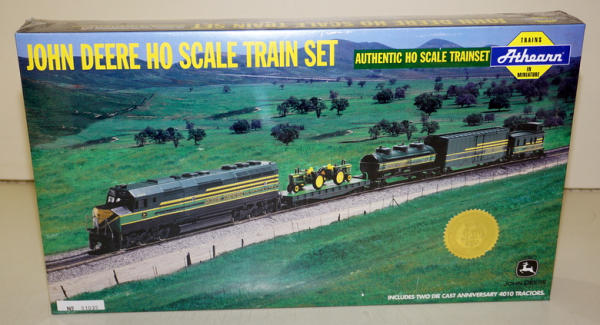 JOHN DEERE HO SCALE TRAIN SET
AUTHENTIC HO SCALE TRAINSET
TRAINS
Athearn
IN
MINIATURE
JOHN DEERE
INCLUDES TWO DIE CAST ANNIVERSARY 4010 TRACTORS.